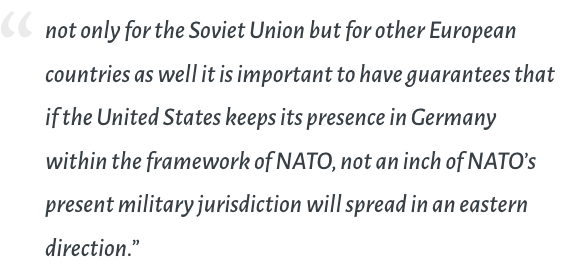 “ not only for the Soviet Union but for other European
countries as well it is important to have guarantees that
if the United States keeps its presence in Germany
within the framework of NATO, not an inch of NATO’s
present military jurisdiction will spread in an eastern
direction.”